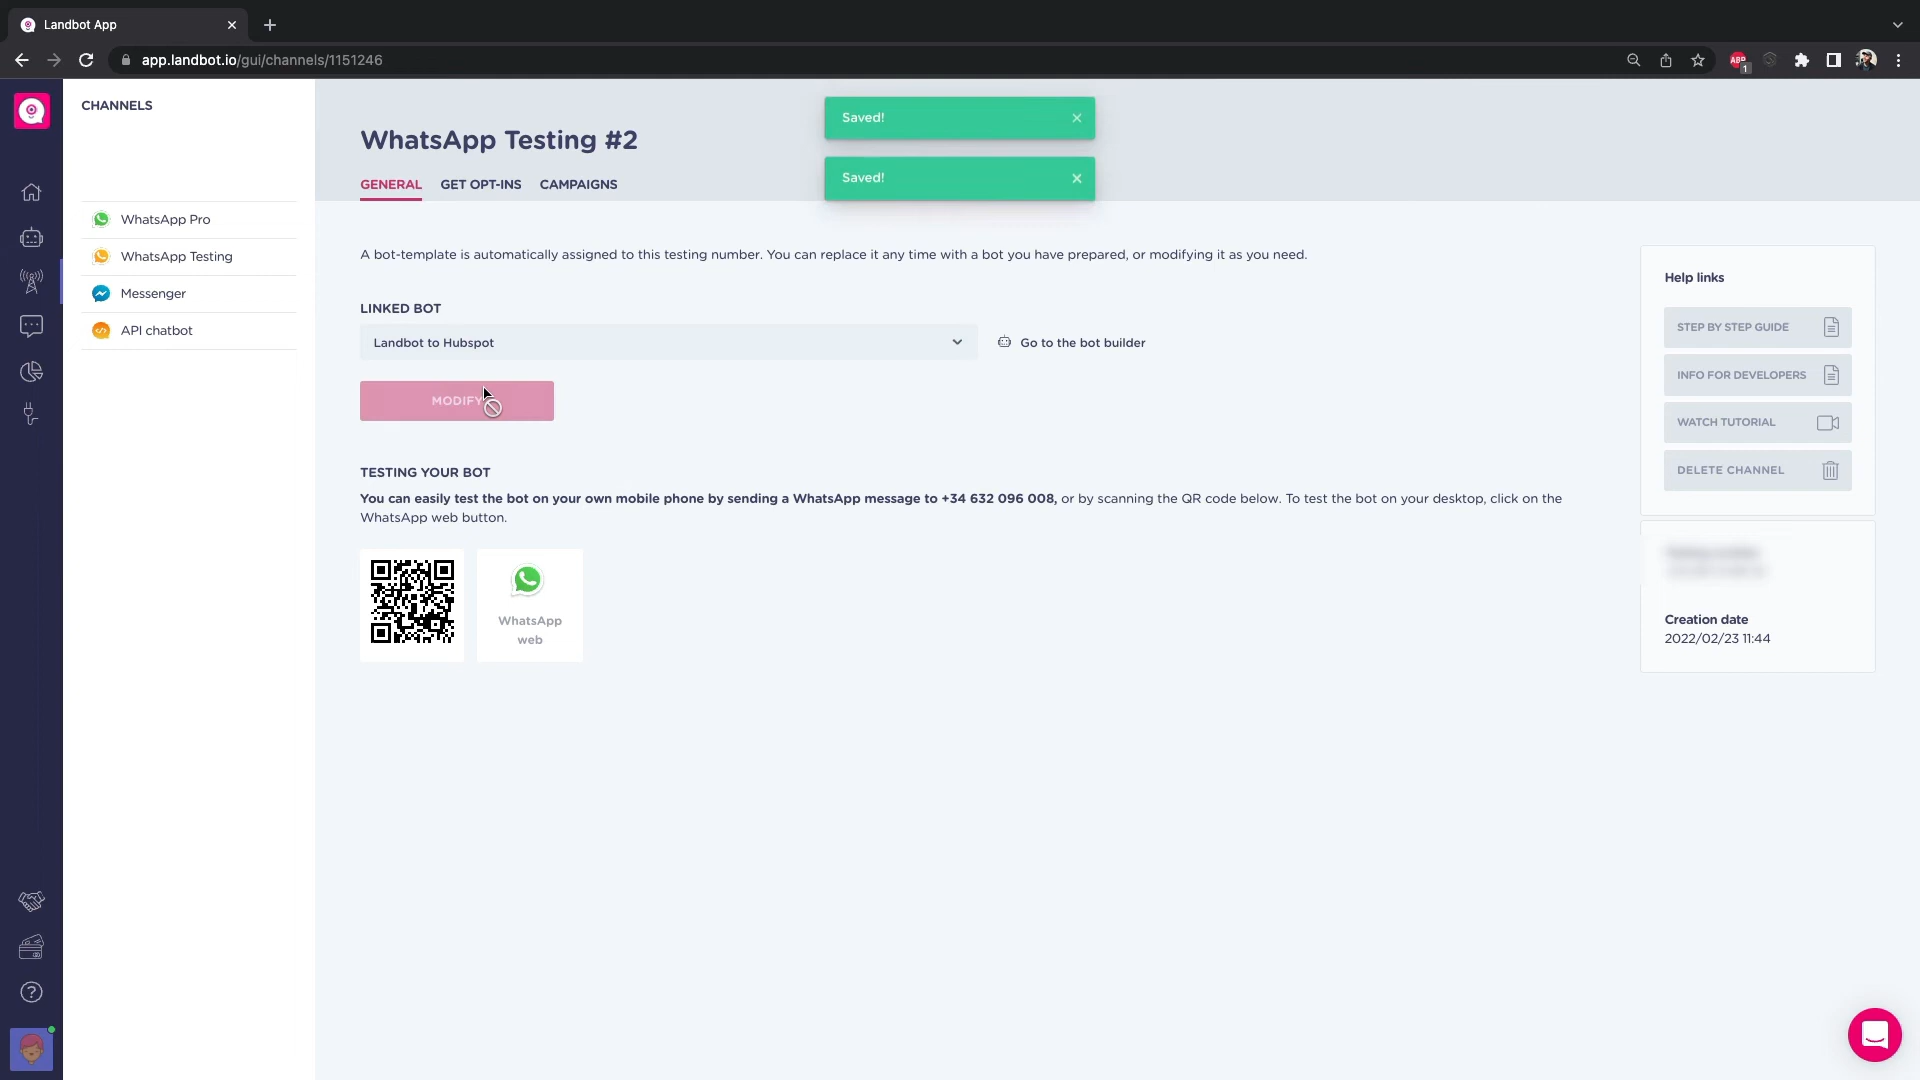 Landbot App
app.landbot.io/gui/channels/1151246
ABP
1
CHANNELS
WhatsApp Pro
WhatsApp Testing
Messenger
API chatbot
WhatsApp Testing #2
GENERAL
GET OPT-INS
CAMPAIGNS
Saved!
Saved!
A bot-template is automatically assigned to this testing number. You can replace it any time with a bot you have prepared, or modifying it as you need.
LINKED BOT
Landbot to Hubspot
Go to the bot builder
MODIFY
TESTING YOUR BOT
You can easily test the bot on your own mobile phone by sending a WhatsApp message to +34 632 096 008, or by scanning the QR code below. To test the bot on your desktop, click on the
WhatsApp web button.
WhatsApp
web
Help links
STEP BY STEP GUIDE
INFO FOR DEVELOPERS
WATCH TUTORIAL
DELETE CHANNEL
Creation date
2022/02/23 11:44